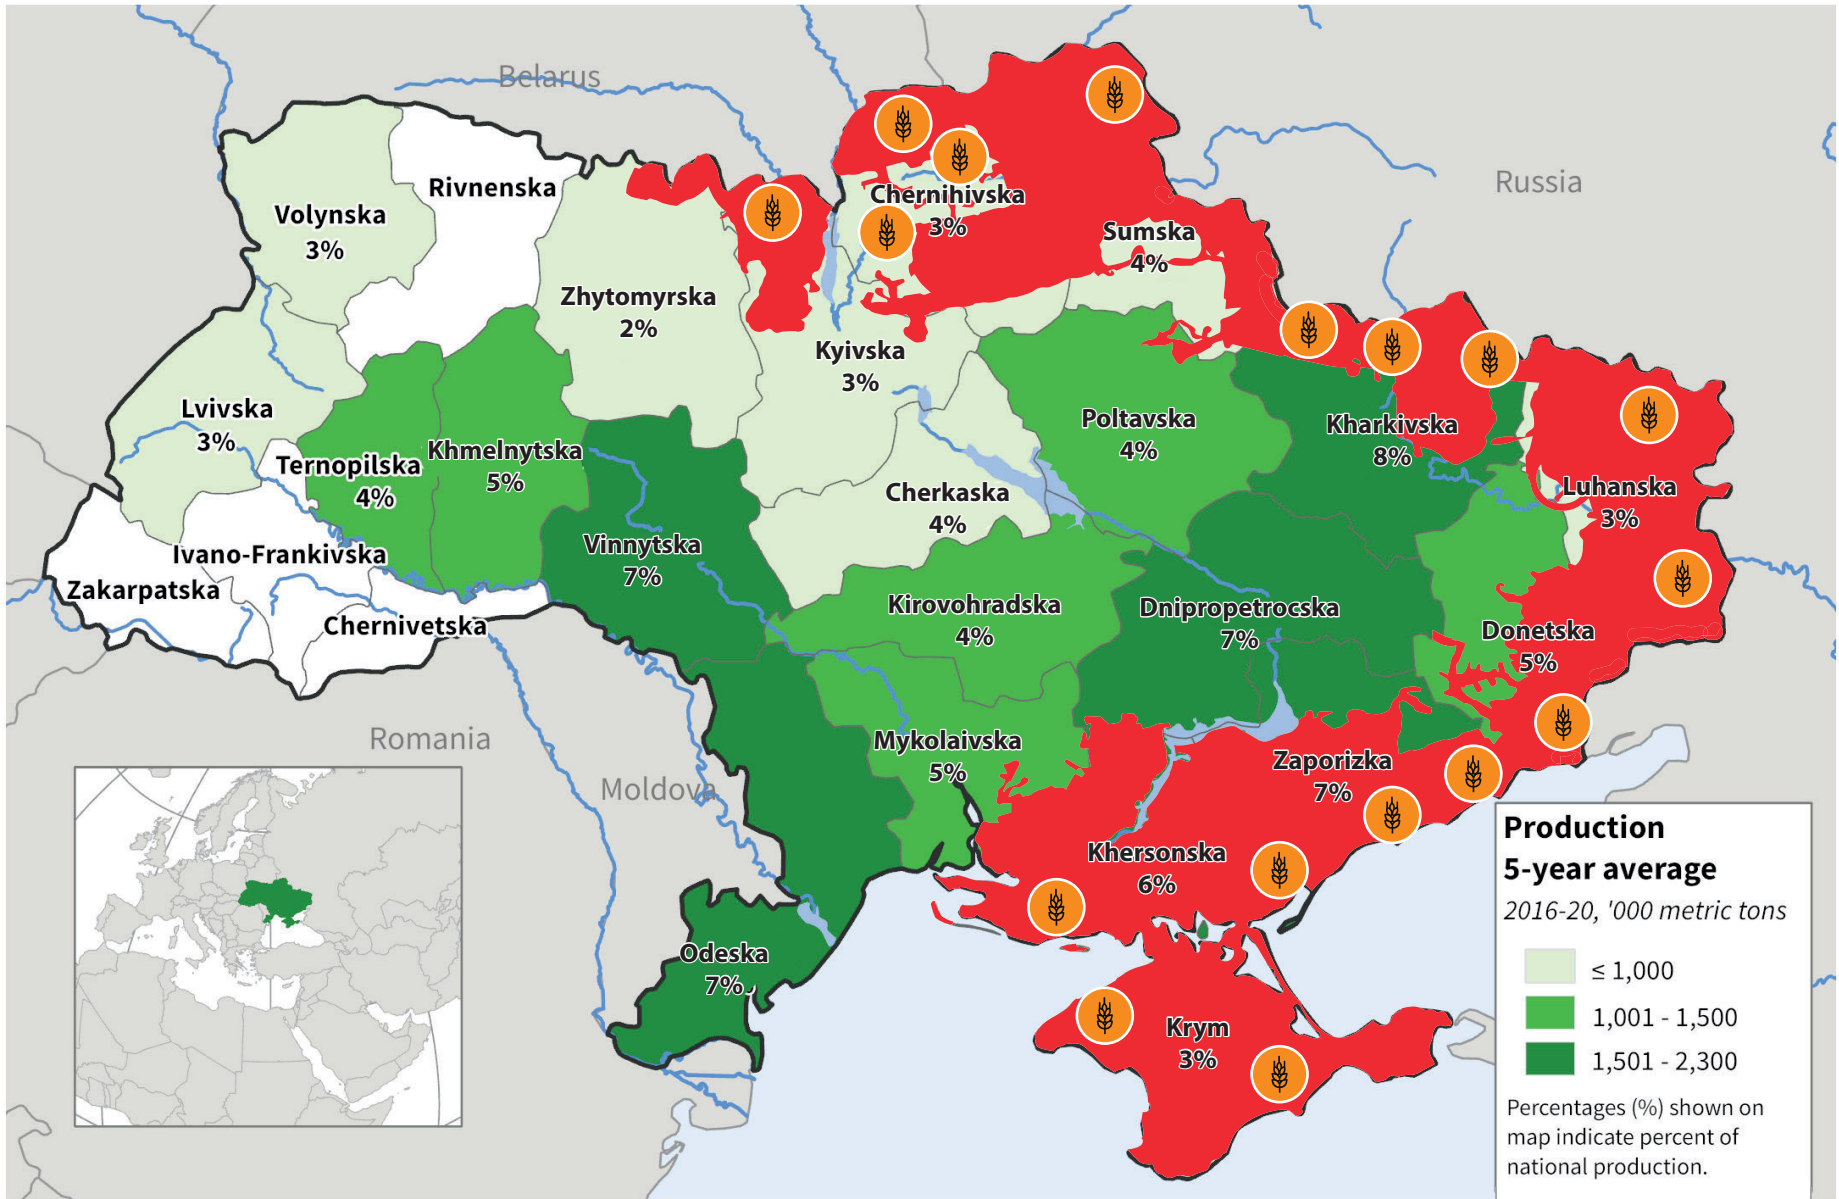 Belarus
Russia
Rivnenska
Volynska
3%
Chernihivska
3%
Sumska
4%
Zhytomyrska
2%
Kyivska
3%
Lvivska
3%
Ternopilska
4%
Khmelnytska
5%
Poltavska
4%
Kharkivska
8%
Luhanska
3%
Cherkaska
4%
Vinnytska
7%
Ivano-Frankivska
Zakarpatska
Chernivetska
Kirovohradska
4%
Dnipropetrocska
7%
Donetska
5%
Romania
Moldova
Mykolaivska
5%
Zaporizka
7%
Khersonska
6%
Odeska
7%
Krym
3%
Production
5-year average
2016-20, '000 metric tons
≤ 1,000
1,001 - 1,500
1,501 - 2,300
Percentages (%) shown on
map indicate percent of
national production.